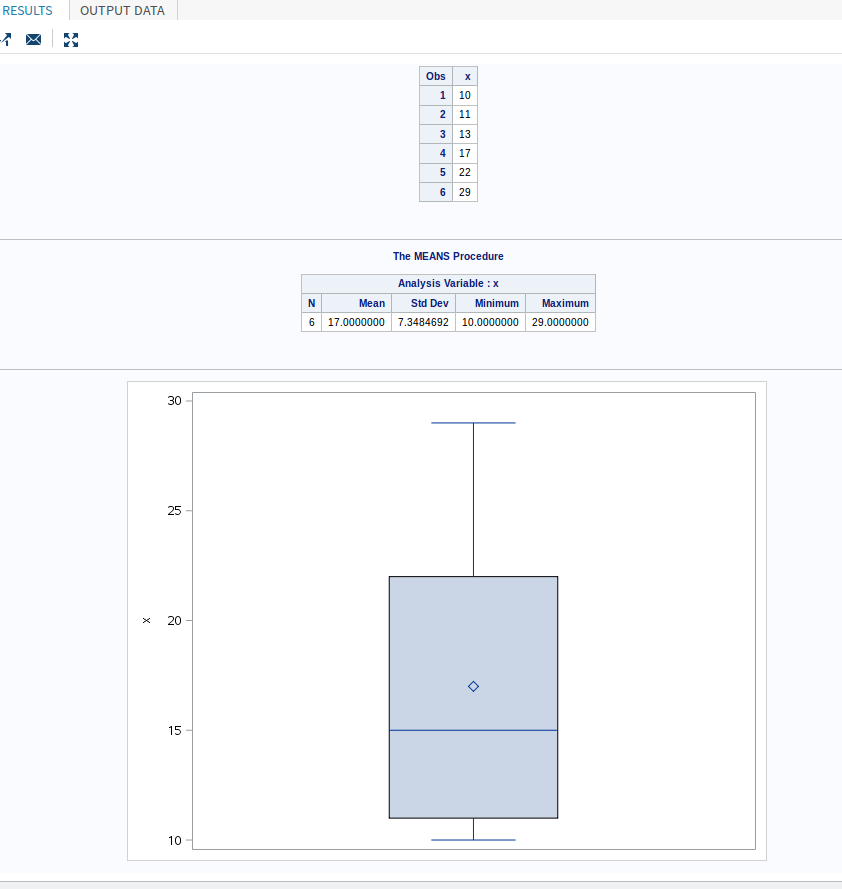 RESULTS OUTPUT DATA
Obs x
1 10
2 11
3 13
4 17
5 22
6 29
The MEANS Procedure
Analysis Variable : x
N Mean Std Dev Minimum Maximum
6 17.0000000 7.3484692 10.0000000 29.0000000
30
25
x 20
15
10